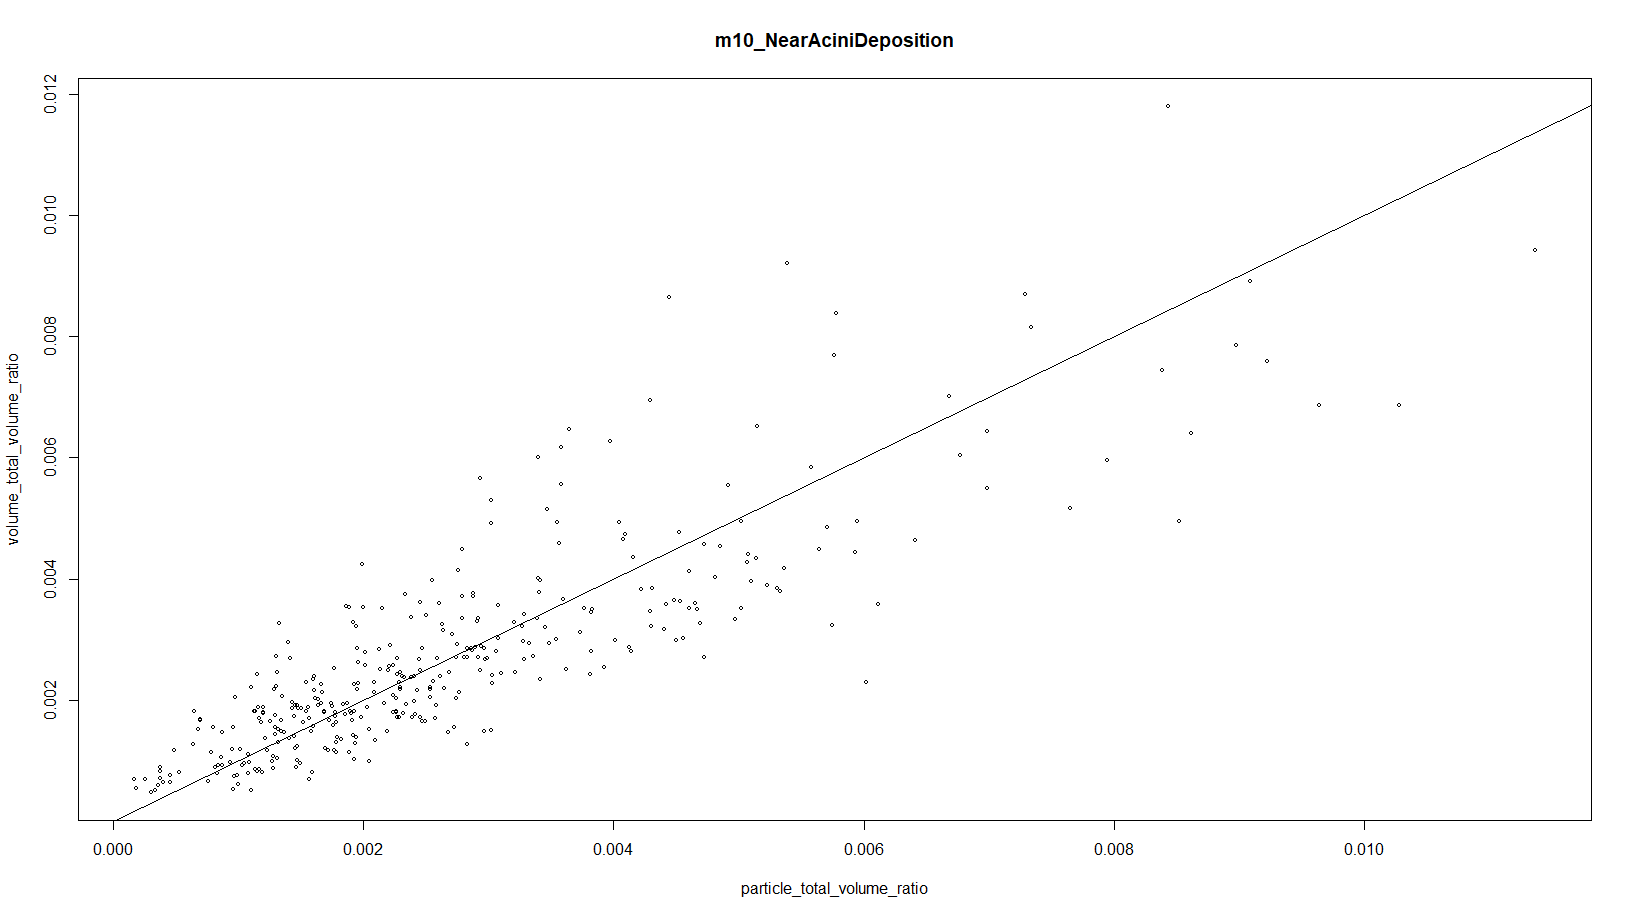 m10_NearAciniDeposition
volume_total_volume_ratio
0.012
0.010
0.008
0.006
0.004
0.002
0.000 0.002 0.004 0.006 0.008 0.010
particle_total_volume_ratio